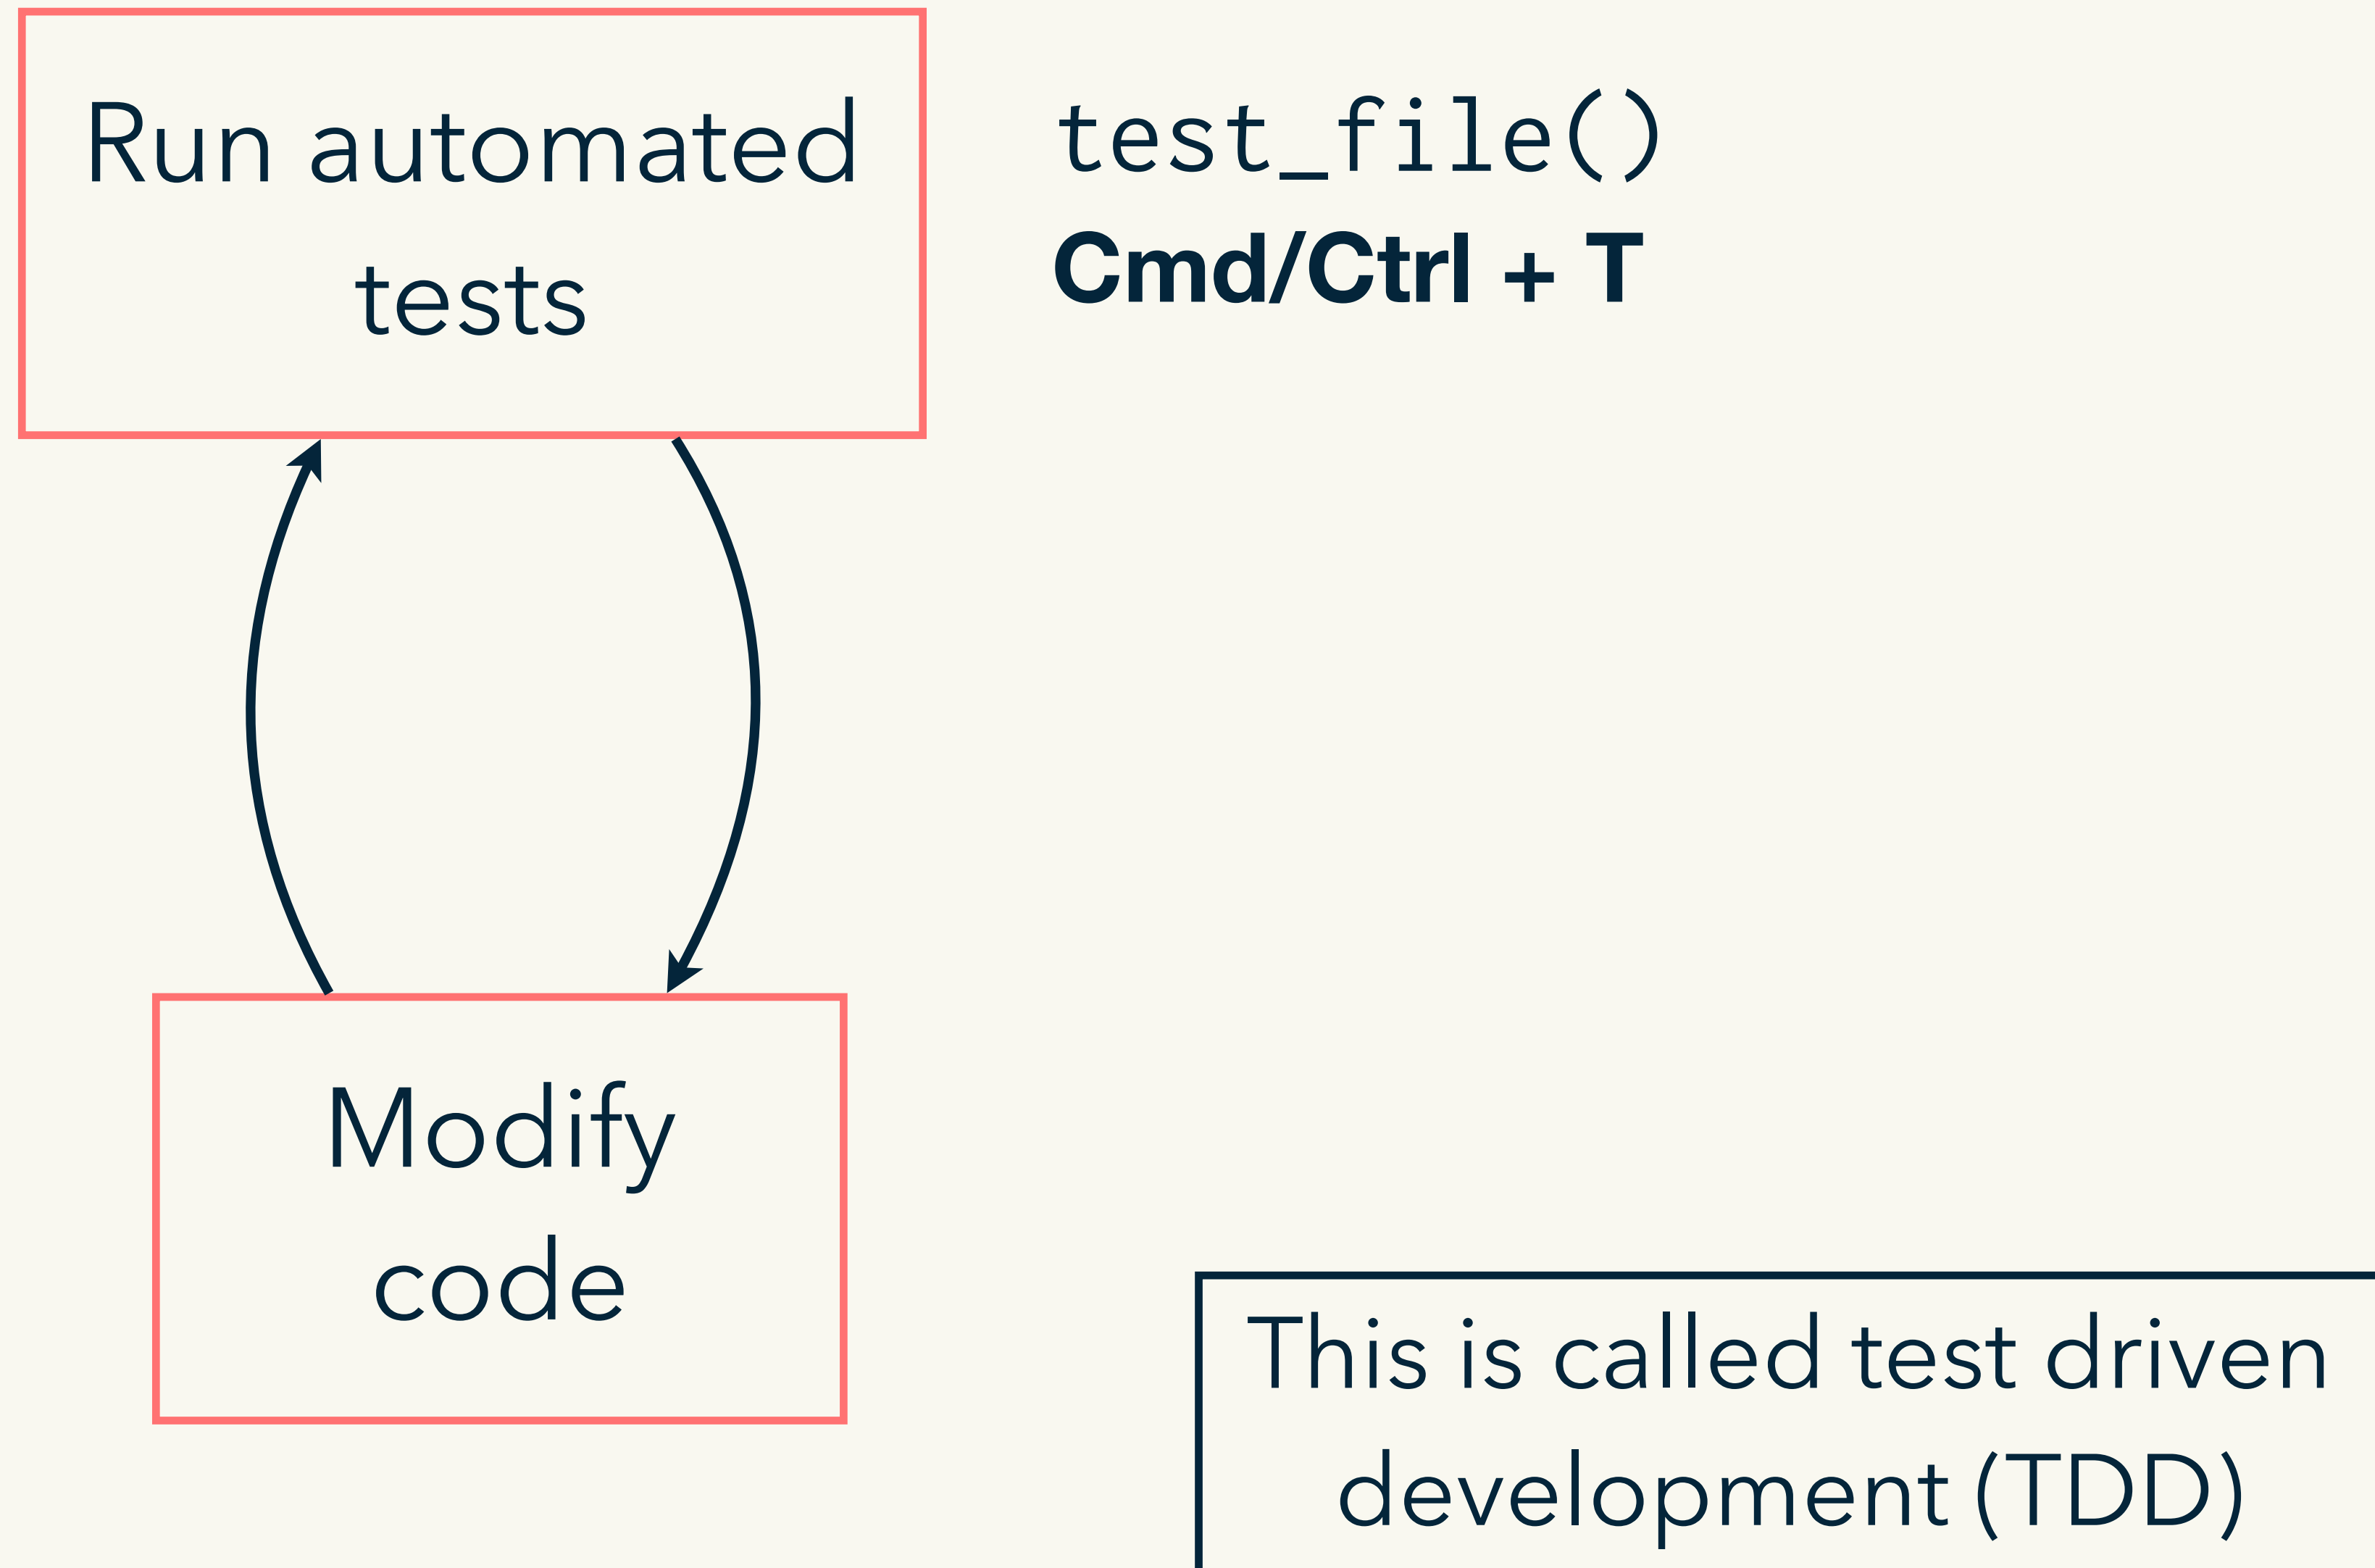 Run automated
tests
test_file()
Cmd/Ctrl + T
Modify
code
This is called test driven
development (TDD)